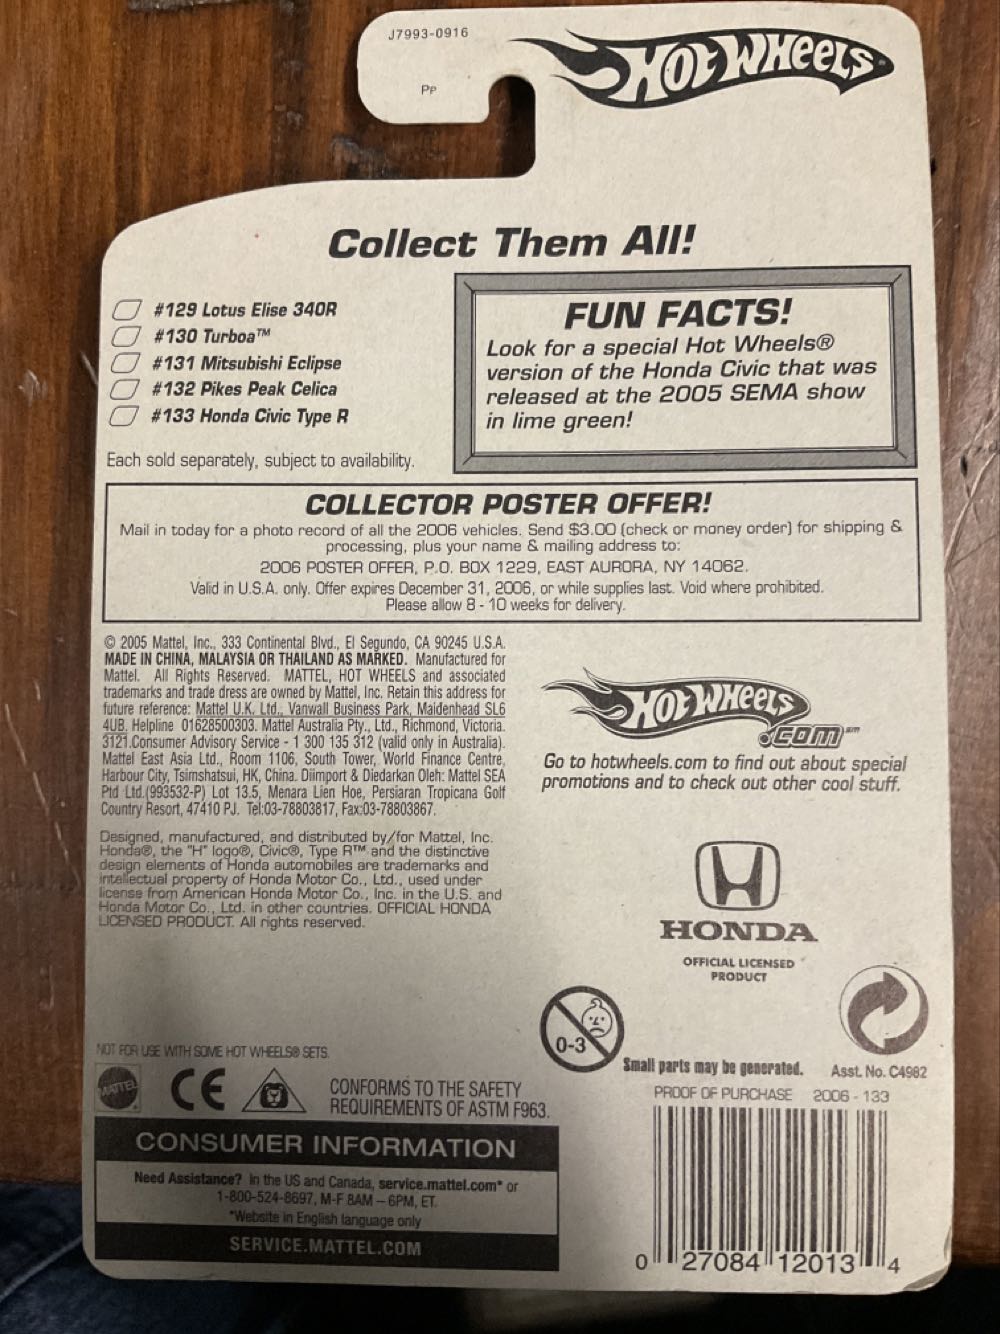 J7993-0916
PP
HOT WHEELS
Collect Them All!
#129 Lotus Elise 340R
#130 Turboa™
#131 Mitsubishi Eclipse
#132 Pikes Peak Celica
#133 Honda Civic Type R
Each sold separately, subject to availability.
FUN FACTS!
Look for a special Hot Wheels®
version of the Honda Civic that was
released at the 2005 SEMA show
in lime green!
COLLECTOR POSTER OFFER!
Mail in today for a photo record of all the 2006 vehicles. Send $3.00 (check or money order) for shipping &
processing, plus your name & mailing address to:
2006 POSTER OFFER, P.O. BOX 1229, EAST AURORA, NY 14062.
Valid in U.S.A. only. Offer expires December 31, 2006, or while supplies last. Void where prohibited.
Please allow 8 - 10 weeks for delivery.
© 2005 Mattel, Inc., 333 Continental Blvd., El Segundo, CA 90245 U.S.A.
MADE IN CHINA, MALAYSIA OR THAILAND AS MARKED. Manufactured for
Mattel. All Rights Reserved. MATTEL, HOT WHEELS and associated
trademarks and trade dress are owned by Mattel, Inc. Retain this address for
future reference: Mattel U.K. Ltd., Vanwall Business Park, Maidenhead SL6
4UB. Helpline 01628500303. Mattel Australia Pty., Ltd., Richmond, Victoria.
3121.Consumer Advisory Service - 1 300 135 312 (valid only in Australia).
Mattel East Asia Ltd., Room 1106, South Tower, World Finance Centre,
Harbour City, Tsimshatsui, HK, China. Diimport & Diedarkan Oleh: Mattel SEA
Ptd Ltd.(993532-P) Lot 13.5, Menara Lien Hoe, Persiaran Tropicana Golf
Country Resort, 47410 PJ. Tel:03-78803817, Fax:03-78803867.
Designed, manufactured, and distributed by/for Mattel, Inc.
Honda®, the "H" logo®, Civic®, Type R™ and the distinctive
design elements of Honda automobiles are trademarks and
intellectual property of Honda Motor Co., Ltd., used under
license from American Honda Motor Co., Inc. in the U.S. and
Honda Motor Co., Ltd. in other countries. OFFICIAL HONDA
LICENSED PRODUCT. All rights reserved.
HOT WHEELS
.com℠
Go to hotwheels.com to find out about special
promotions and to check out other cool stuff.
HONDA
OFFICIAL LICENSED
PRODUCT
0-3
Small parts may be generated.
Asst. No. C4982
NOT FOR USE WITH SOME HOT WHEELS® SETS.
MATTEL
CE
CONFORMS TO THE SAFETY
REQUIREMENTS OF ASTM F963.
PROOF OF PURCHASE 2006 - 133
CONSUMER INFORMATION
Need Assistance? In the US and Canada, service.mattel.com* or
1-800-524-8697, M-F 8AM – 6PM, ET.
*Website in English language only
SERVICE.MATTEL.COM
0 27084 12013 4